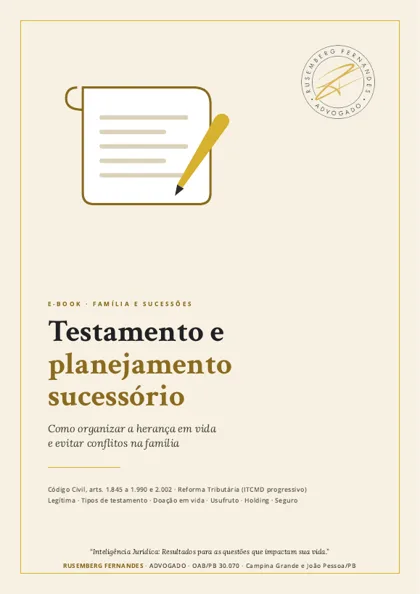 RUSEMBERG FERNANDES
ADVOGADO
E-BOOK · FAMÍLIA E SUCESSÕES
Testamento e
planejamento
sucessório
Como organizar a herança em vida
e evitar conflitos na família
Código Civil, arts. 1.845 a 1.990 e 2.002 · Reforma Tributária (ITCMD progressivo)
Legítima · Tipos de testamento · Doação em vida · Usufruto · Holding · Seguro
"Inteligência Jurídica: Resultados para as questões que impactam sua vida."
RUSEMBERG FERNANDES · ADVOGADO · OAB/PB 30.070 · Campina Grande e João Pessoa/PB